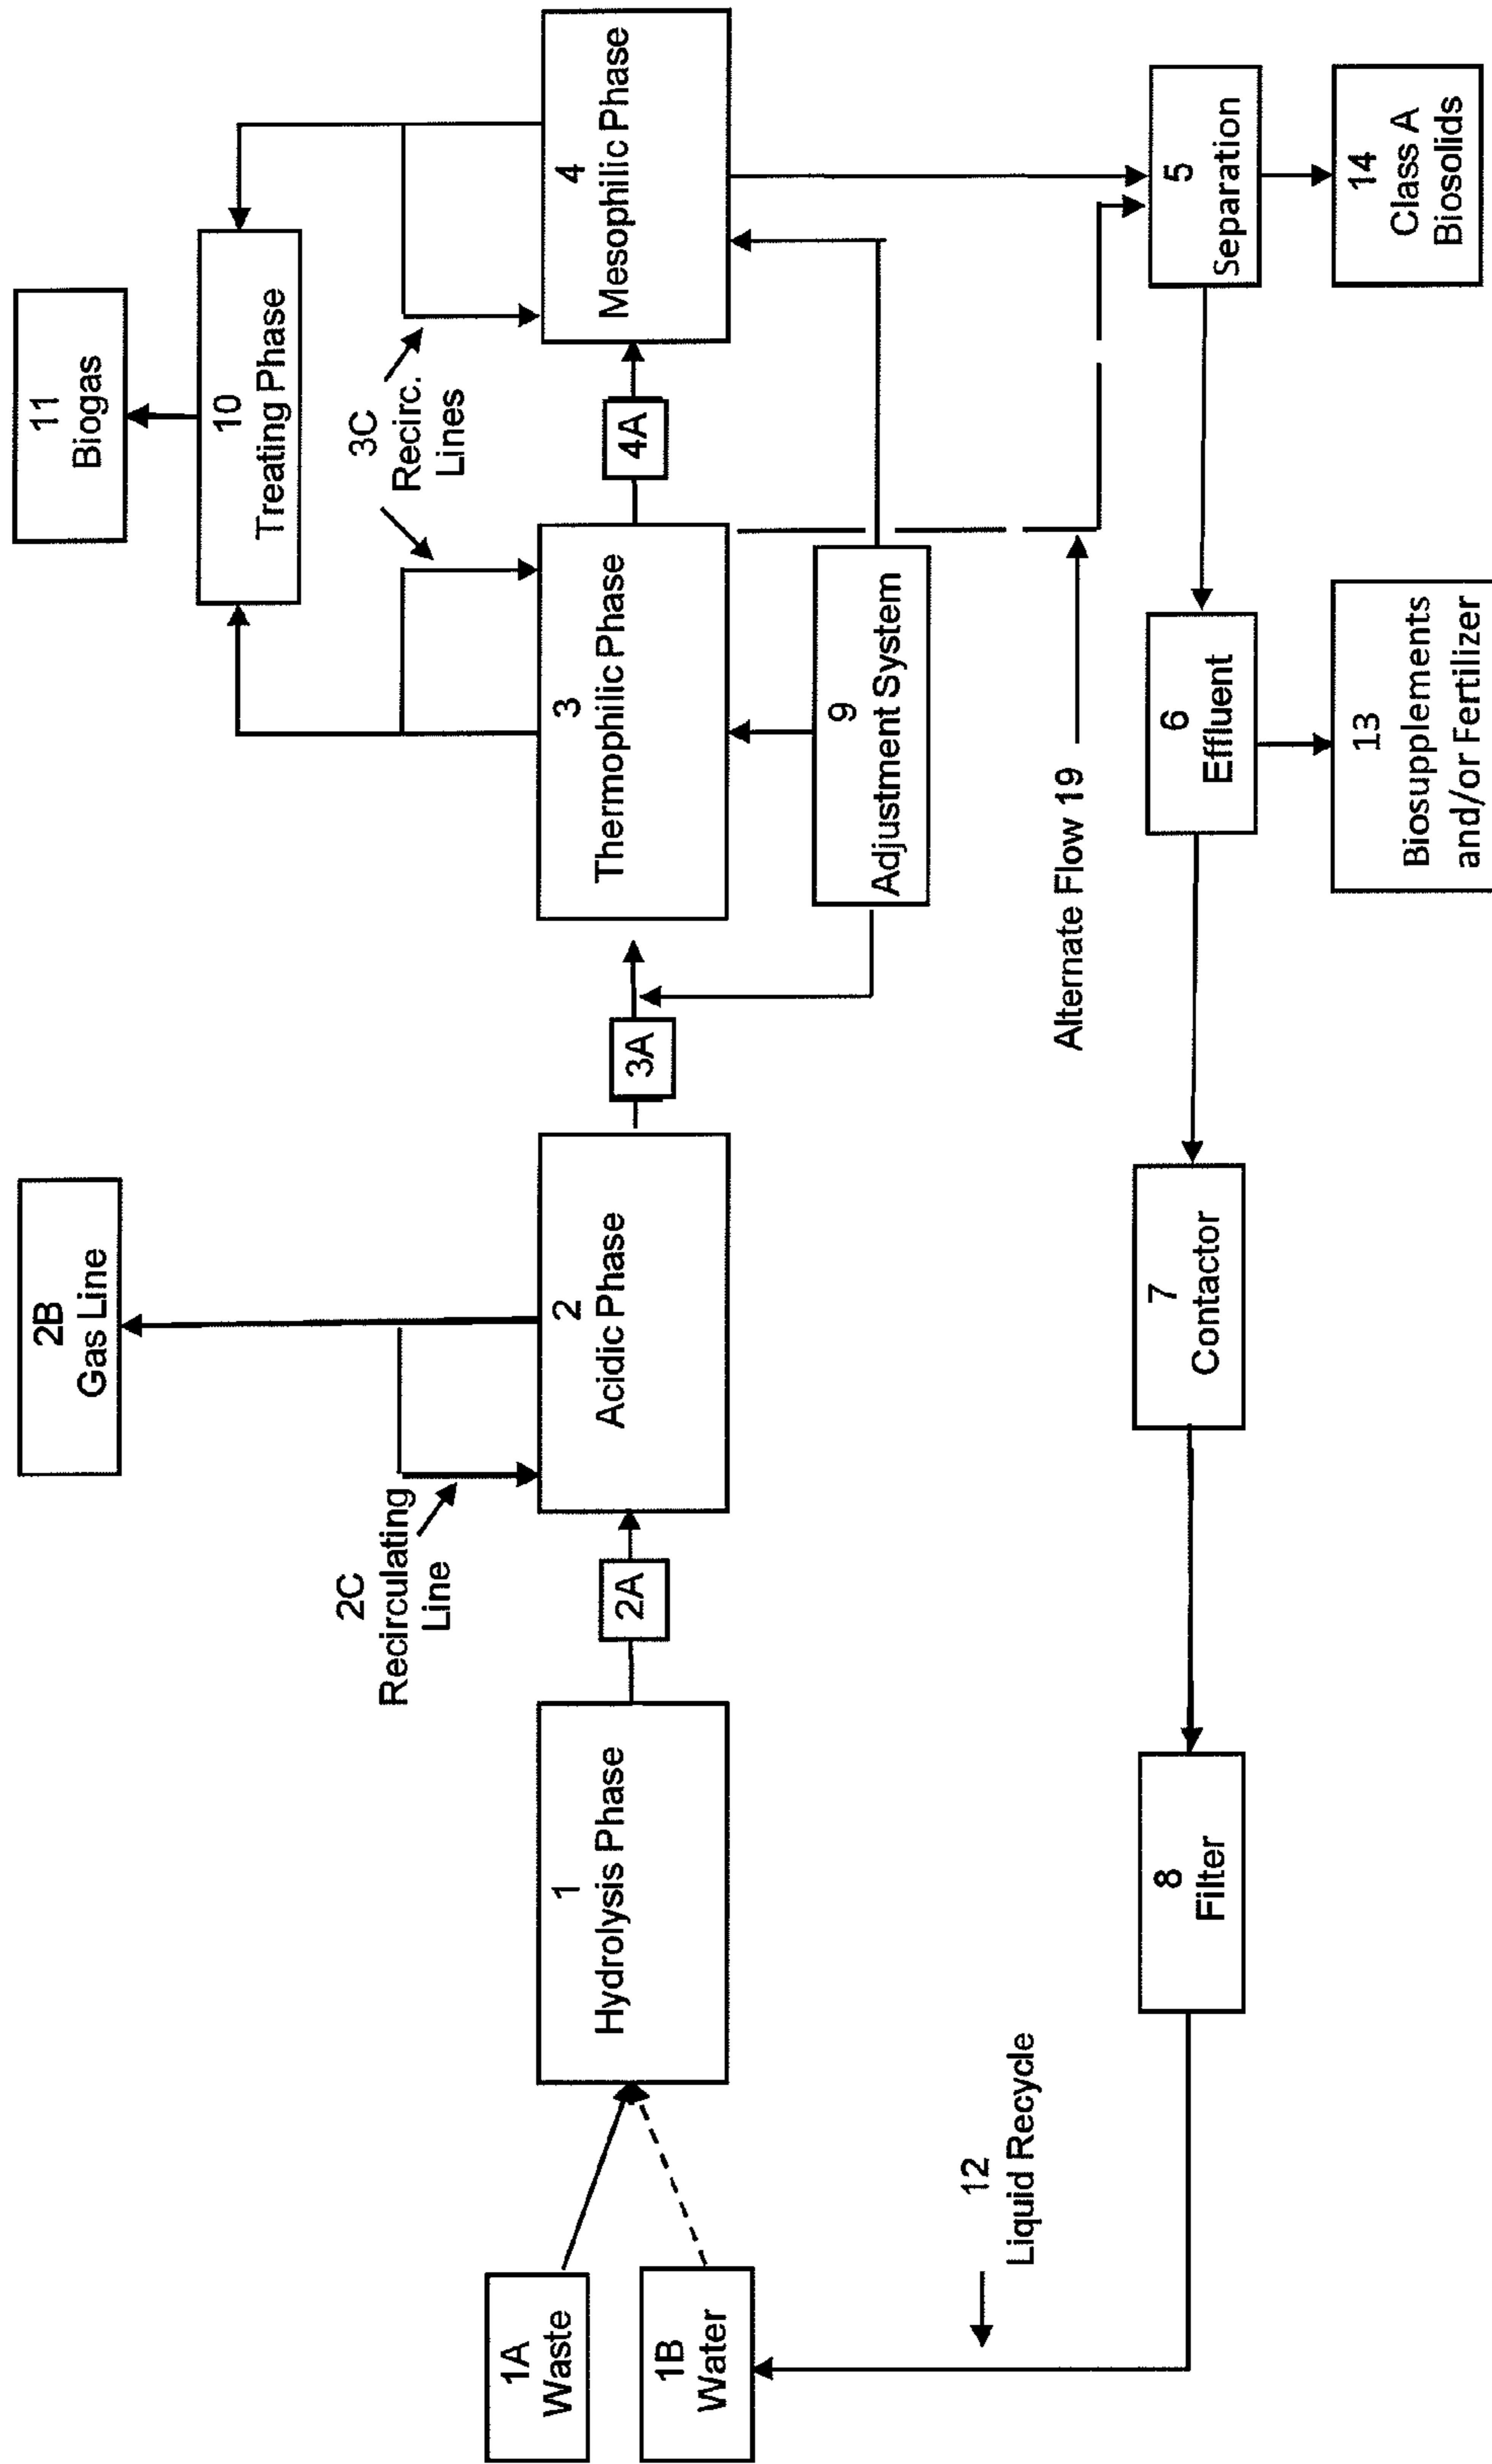 2B
Gas Line
11
Biogas
10
Treating Phase
2C
Recirculating
Line
3C
Recirc.
Lines
1A
Waste
1B
Water
1
Hydrolysis Phase
2A
2
Acidic Phase
3A
3
Thermophilic Phase
4A
4
Mesophilic Phase
9
Adjustment System
12
Liquid Recycle
Alternate Flow 19
8
Filter
7
Contactor
6
Effluent
5
Separation
13
Biosupplements
and/or Fertilizer
14
Class A
Biosolids